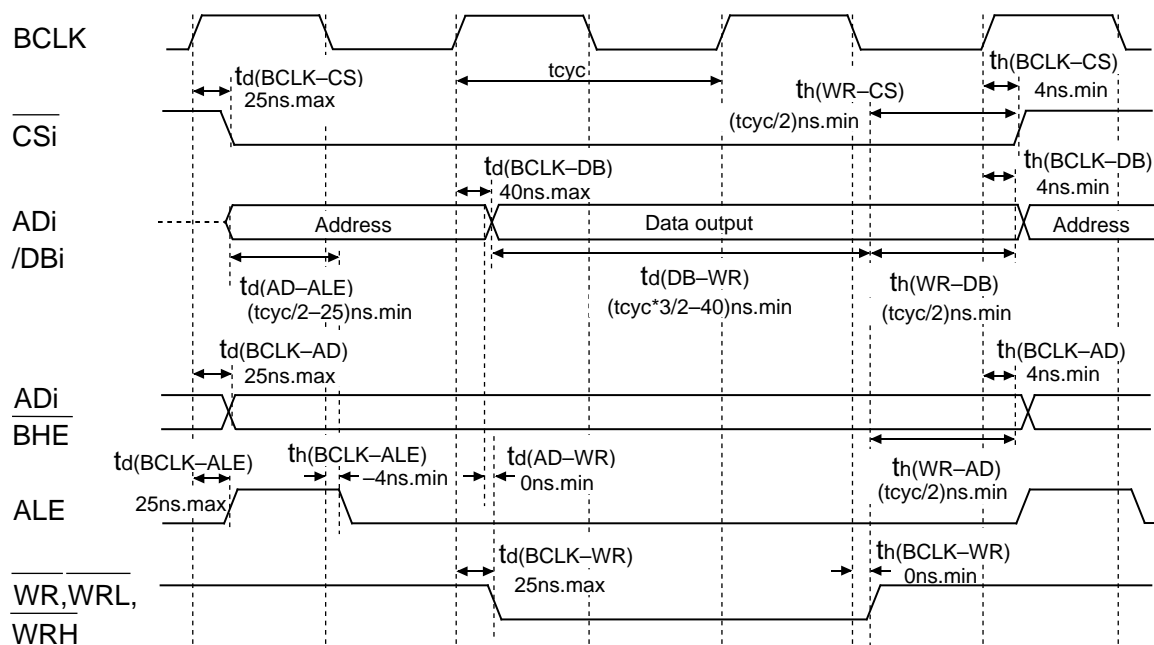 BCLK
td(BCLK–CS)
25ns.max
tcyc
th(BCLK–CS)
4ns.min
th(WR–CS)
(tcyc/2)ns.min
CSi
td(BCLK–DB)
40ns.max
th(BCLK–DB)
4ns.min
ADi
/DBi
Address
Data output
Address
td(AD–ALE)
(tcyc/2–25)ns.min
td(DB–WR)
(tcyc*3/2–40)ns.min
th(WR–DB)
(tcyc/2)ns.min
td(BCLK–AD)
25ns.max
th(BCLK–AD)
4ns.min
ADi
BHE
td(BCLK–ALE)
25ns.max
th(BCLK–ALE)
–4ns.min
td(AD–WR)
0ns.min
th(WR–AD)
(tcyc/2)ns.min
ALE
td(BCLK–WR)
25ns.max
th(BCLK–WR)
0ns.min
WR,WRL,
WRH